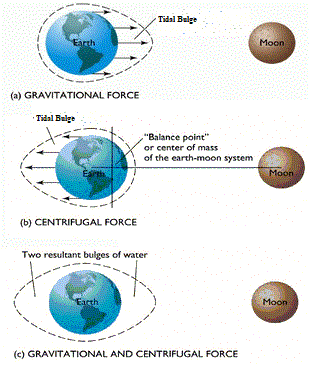 Tidal Bulge
Earth
Moon
(a) GRAVITATIONAL FORCE
Tidal Bulge
"Balance point"
or center of mass
of the earth-moon system
Earth
Moon
(b) CENTRIFUGAL FORCE
Two resultant bulges of water
Earth
Moon
(c) GRAVITATIONAL AND CENTRIFUGAL FORCE